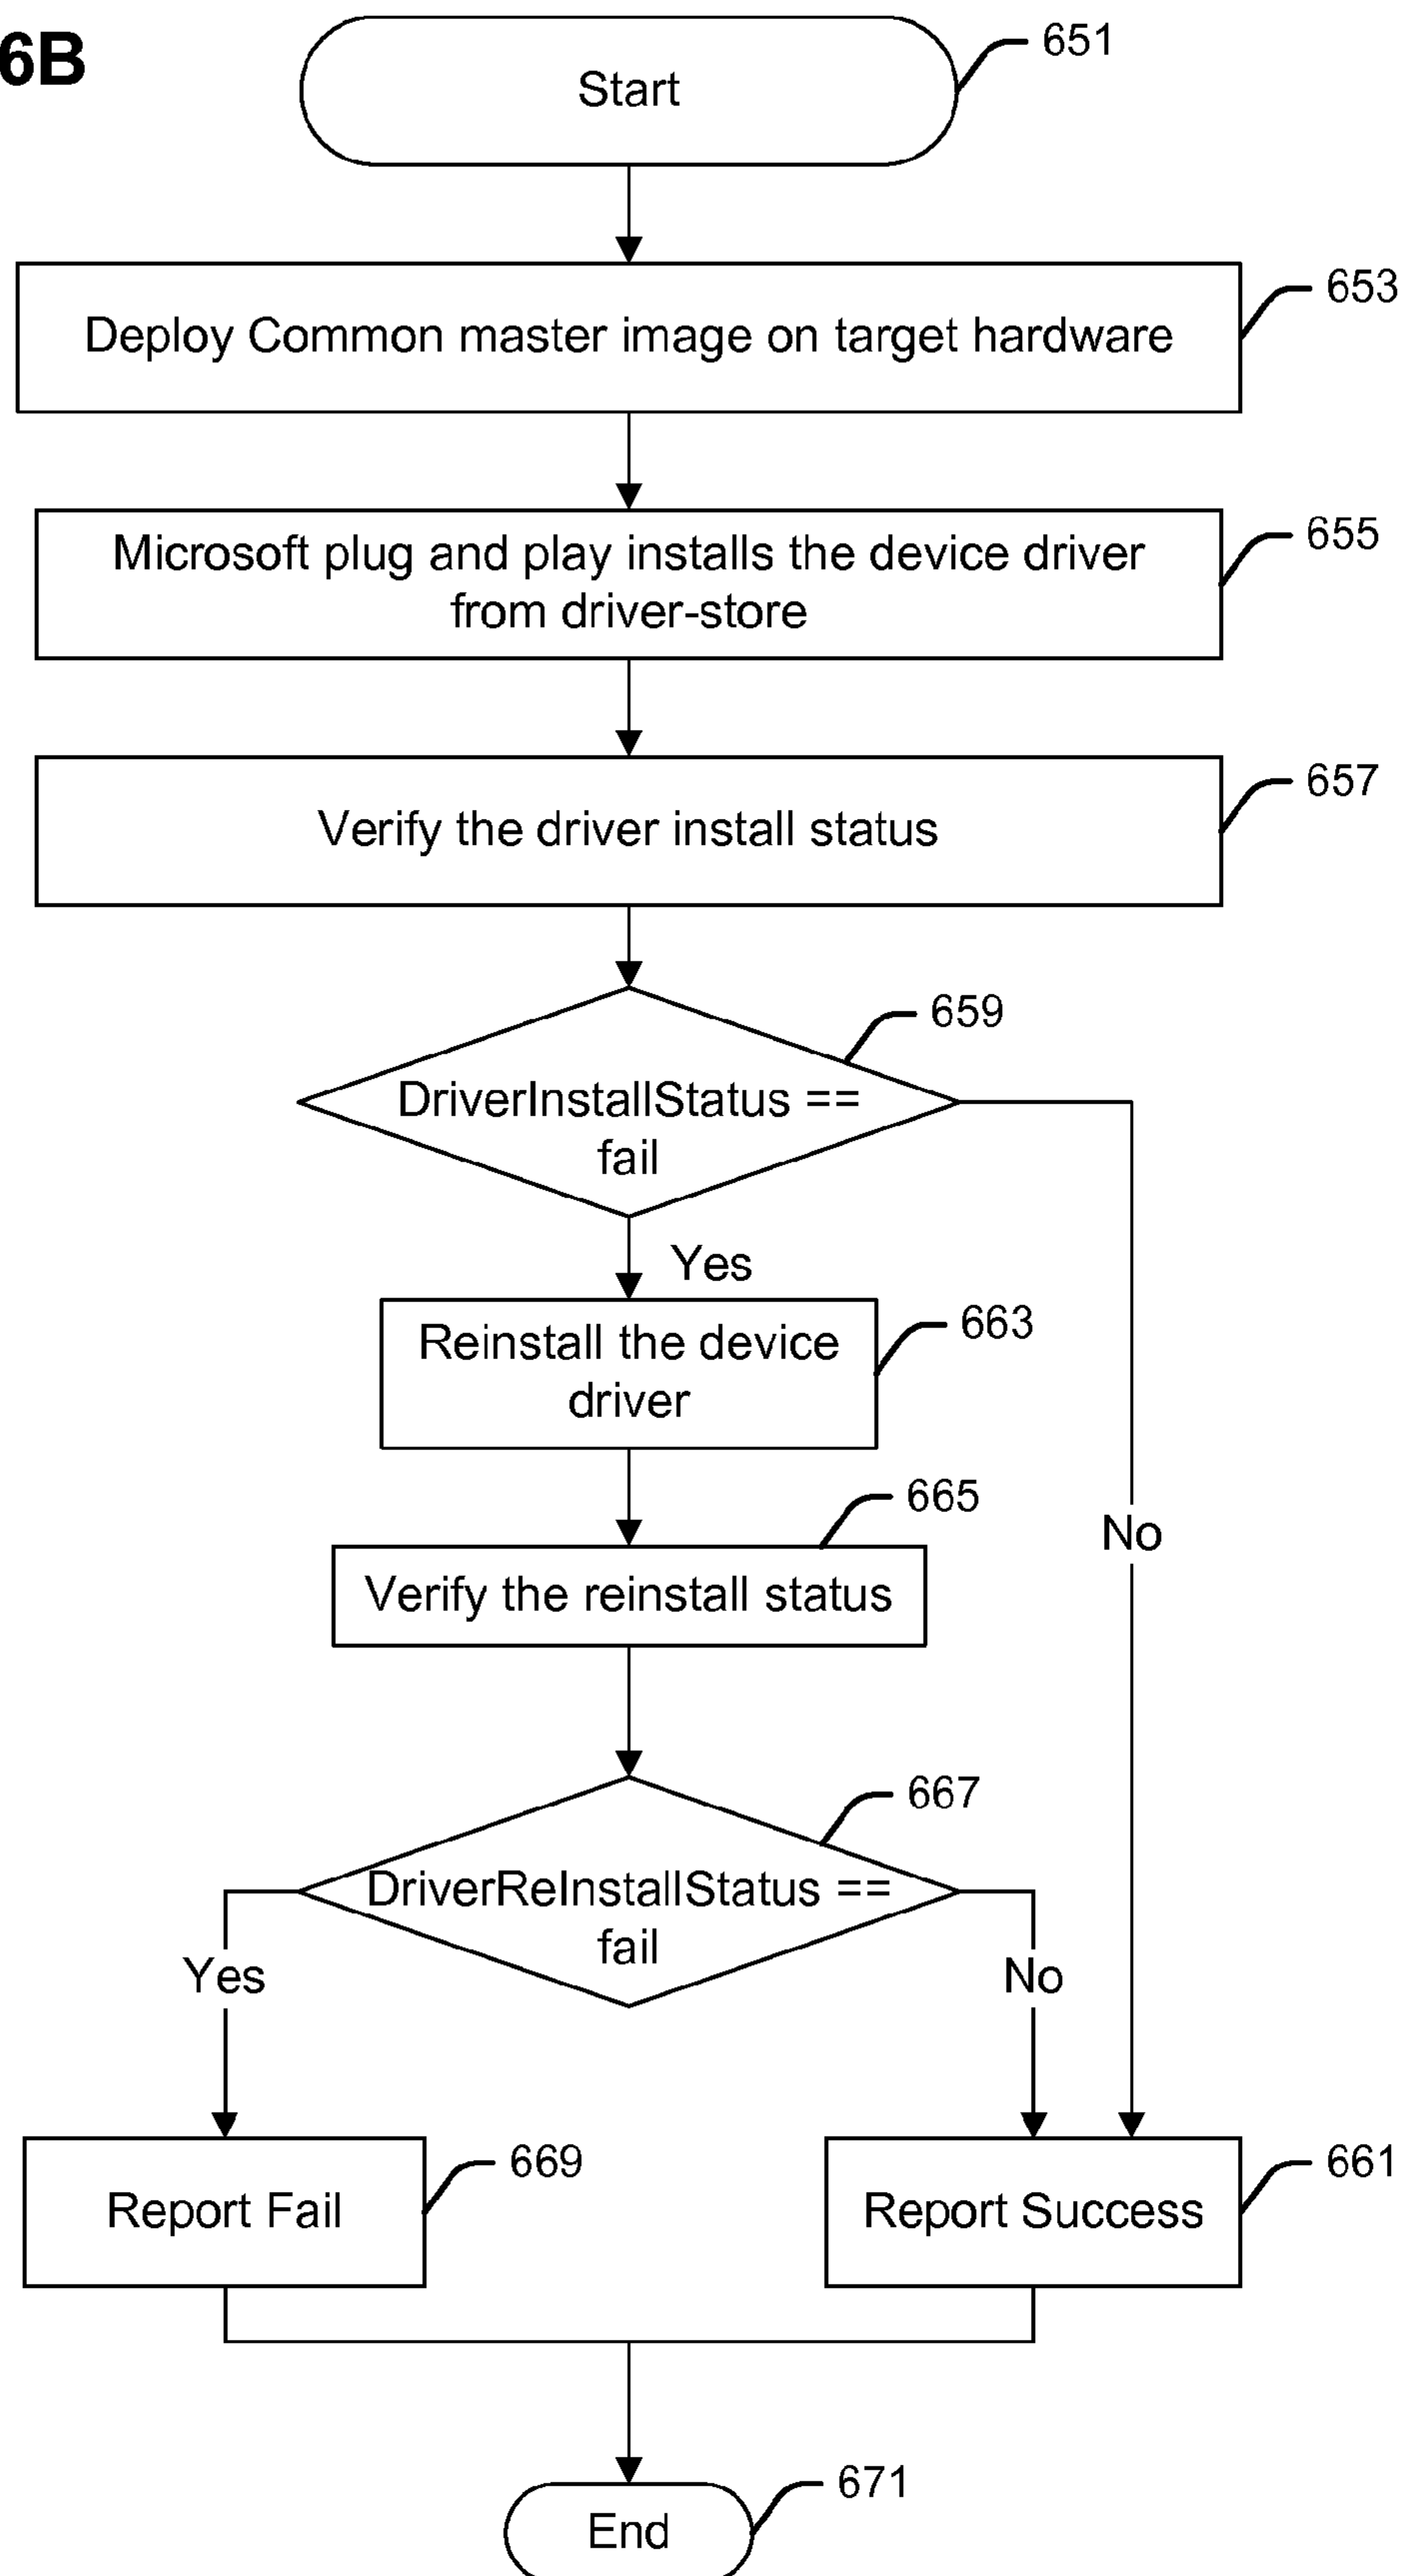 6B
Start
651
Deploy Common master image on target hardware
653
Microsoft plug and play installs the device driver
from driver-store
655
Verify the driver install status
657
659
DriverInstallStatus ==
fail
Yes
Reinstall the device
driver
663
665
No
Verify the reinstall status
667
DriverReInstallStatus ==
fail
Yes
No
Report Fail
669
Report Success
661
End
671